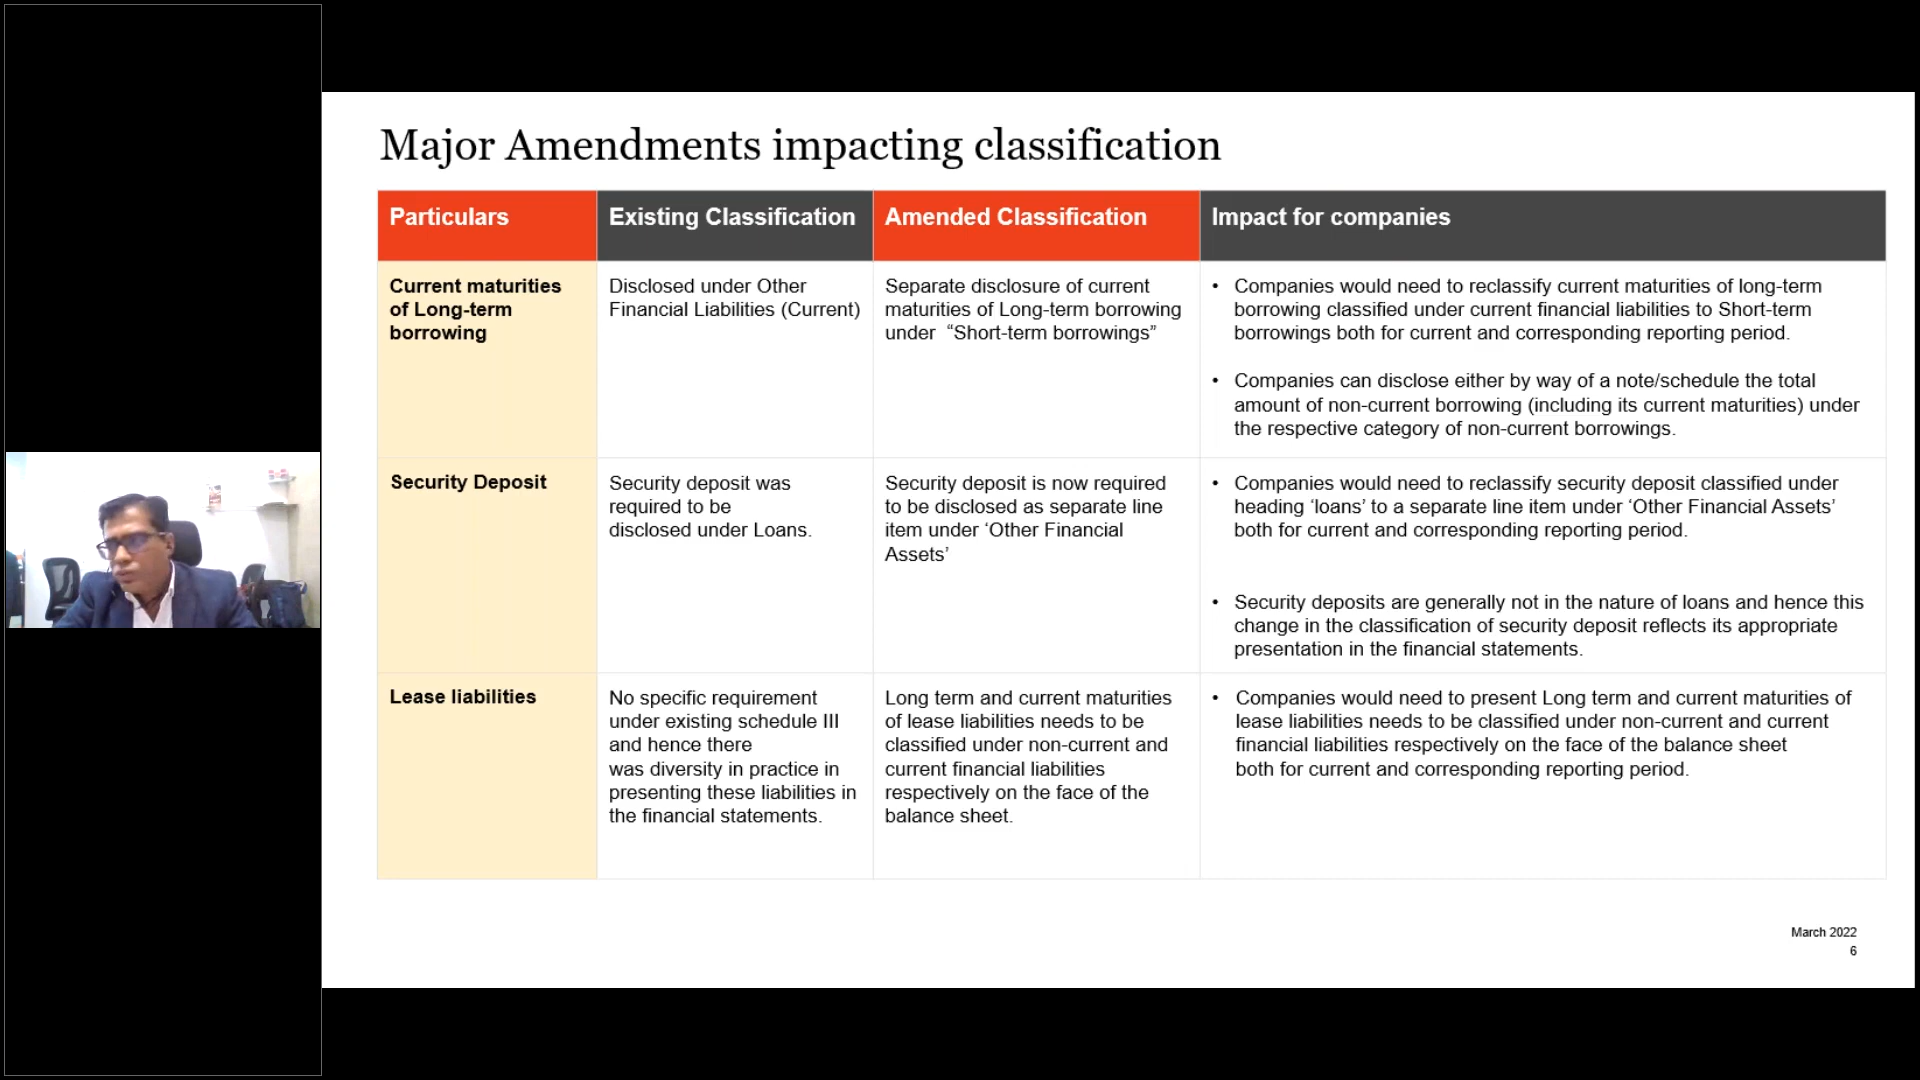 Major Amendments impacting classification
Particulars
Existing Classification
Amended Classification
Impact for companies
Current maturities
of Long-term
borrowing
Disclosed under Other
Financial Liabilities (Current)
Separate disclosure of current
maturities of Long-term borrowing
under “Short-term borrowings”
• Companies would need to reclassify current maturities of long-term
borrowing classified under current financial liabilities to Short-term
borrowings both for current and corresponding reporting period.
• Companies can disclose either by way of a note/schedule the total
amount of non-current borrowing (including its current maturities) under
the respective category of non-current borrowings.
Security Deposit
Security deposit was
required to be
disclosed under Loans.
Security deposit is now required
to be disclosed as separate line
item under ‘Other Financial
Assets’
• Companies would need to reclassify security deposit classified under
heading ‘loans’ to a separate line item under ‘Other Financial Assets’
both for current and corresponding reporting period.
• Security deposits are generally not in the nature of loans and hence this
change in the classification of security deposit reflects its appropriate
presentation in the financial statements.
Lease liabilities
No specific requirement
under existing schedule III
and hence there
was diversity in practice in
presenting these liabilities in
the financial statements.
Long term and current maturities
of lease liabilities needs to be
classified under non-current and
current financial liabilities
respectively on the face of the
balance sheet.
• Companies would need to present Long term and current maturities of
lease liabilities needs to be classified under non-current and current
financial liabilities respectively on the face of the balance sheet
both for current and corresponding reporting period.
March 2022
6